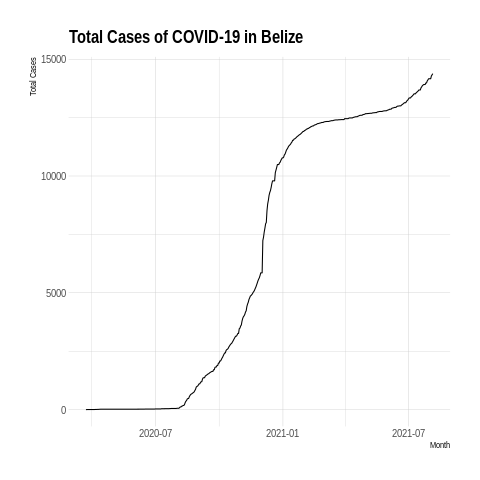 Total Cases of COVID-19 in Belize
Total Cases
15000
10000
5000
0
2020-07
2021-01
2021-07
Month